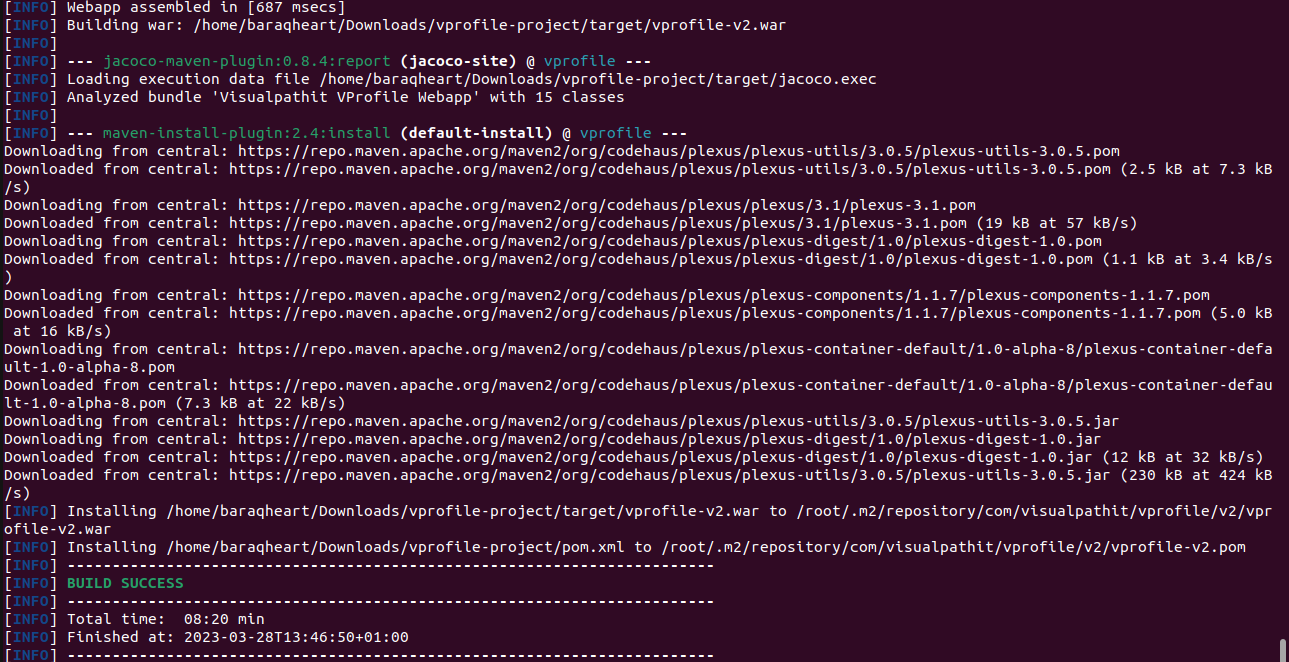 [INFO] Webapp assembled in [687 msecs]
[INFO] Building war: /home/baraqheart/Downloads/vprofile-project/target/vprofile-v2.war
[INFO]
[INFO] --- jacoco-maven-plugin:0.8.4:report (jacoco-site) @ vprofile ---
[INFO] Loading execution data file /home/baraqheart/Downloads/vprofile-project/target/jacoco.exec
[INFO] Analyzed bundle 'Visualpathit VProfile Webapp' with 15 classes
[INFO]
[INFO] --- maven-install-plugin:2.4:install (default-install) @ vprofile ---
Downloading from central: https://repo.maven.apache.org/maven2/org/codehaus/plexus/plexus-utils/3.0.5/plexus-utils-3.0.5.pom
Downloaded from central: https://repo.maven.apache.org/maven2/org/codehaus/plexus/plexus-utils/3.0.5/plexus-utils-3.0.5.pom (2.5 kB at 7.3 kB
/s)
Downloading from central: https://repo.maven.apache.org/maven2/org/codehaus/plexus/plexus/3.1/plexus-3.1.pom
Downloaded from central: https://repo.maven.apache.org/maven2/org/codehaus/plexus/plexus/3.1/plexus-3.1.pom (19 kB at 57 kB/s)
Downloading from central: https://repo.maven.apache.org/maven2/org/codehaus/plexus/plexus-digest/1.0/plexus-digest-1.0.pom
Downloaded from central: https://repo.maven.apache.org/maven2/org/codehaus/plexus/plexus-digest/1.0/plexus-digest-1.0.pom (1.1 kB at 3.4 kB/s
)
Downloading from central: https://repo.maven.apache.org/maven2/org/codehaus/plexus/plexus-components/1.1.7/plexus-components-1.1.7.pom
Downloaded from central: https://repo.maven.apache.org/maven2/org/codehaus/plexus/plexus-components/1.1.7/plexus-components-1.1.7.pom (5.0 kB
 at 16 kB/s)
Downloading from central: https://repo.maven.apache.org/maven2/org/codehaus/plexus/plexus-container-default/1.0-alpha-8/plexus-container-defa
ult-1.0-alpha-8.pom
Downloaded from central: https://repo.maven.apache.org/maven2/org/codehaus/plexus/plexus-container-default/1.0-alpha-8/plexus-container-defau
lt-1.0-alpha-8.pom (7.3 kB at 22 kB/s)
Downloading from central: https://repo.maven.apache.org/maven2/org/codehaus/plexus/plexus-utils/3.0.5/plexus-utils-3.0.5.jar
Downloading from central: https://repo.maven.apache.org/maven2/org/codehaus/plexus/plexus-digest/1.0/plexus-digest-1.0.jar
Downloaded from central: https://repo.maven.apache.org/maven2/org/codehaus/plexus/plexus-digest/1.0/plexus-digest-1.0.jar (12 kB at 32 kB/s)
Downloaded from central: https://repo.maven.apache.org/maven2/org/codehaus/plexus/plexus-utils/3.0.5/plexus-utils-3.0.5.jar (230 kB at 424 kB
/s)
[INFO] Installing /home/baraqheart/Downloads/vprofile-project/target/vprofile-v2.war to /root/.m2/repository/com/visualpathit/vprofile/v2/vpr
ofile-v2.war
[INFO] Installing /home/baraqheart/Downloads/vprofile-project/pom.xml to /root/.m2/repository/com/visualpathit/vprofile/v2/vprofile-v2.pom
[INFO] ------------------------------------------------------------------------
[INFO] BUILD SUCCESS
[INFO] ------------------------------------------------------------------------
[INFO] Total time:  08:20 min
[INFO] Finished at: 2023-03-28T13:46:50+01:00
[INFO] ------------------------------------------------------------------------